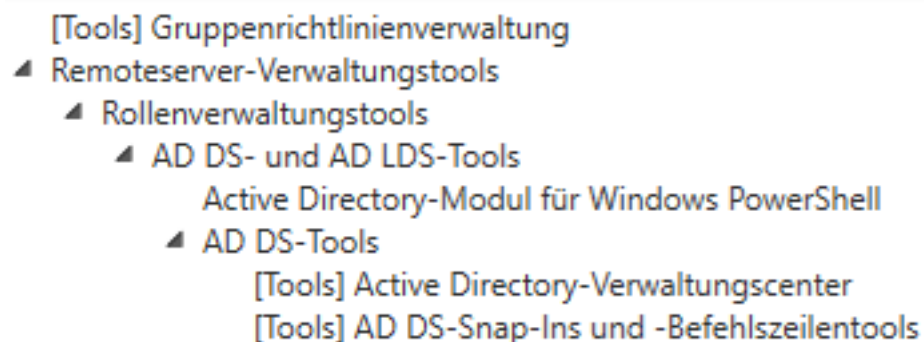 [Tools] Gruppenrichtlinienverwaltung
Remoteserver-Verwaltungstools
Rollenverwaltungstools
AD DS- und AD LDS-Tools
Active Directory-Modul für Windows PowerShell
AD DS-Tools
[Tools] Active Directory-Verwaltungscenter
[Tools] AD DS-Snap-Ins und -Befehlszeilentools